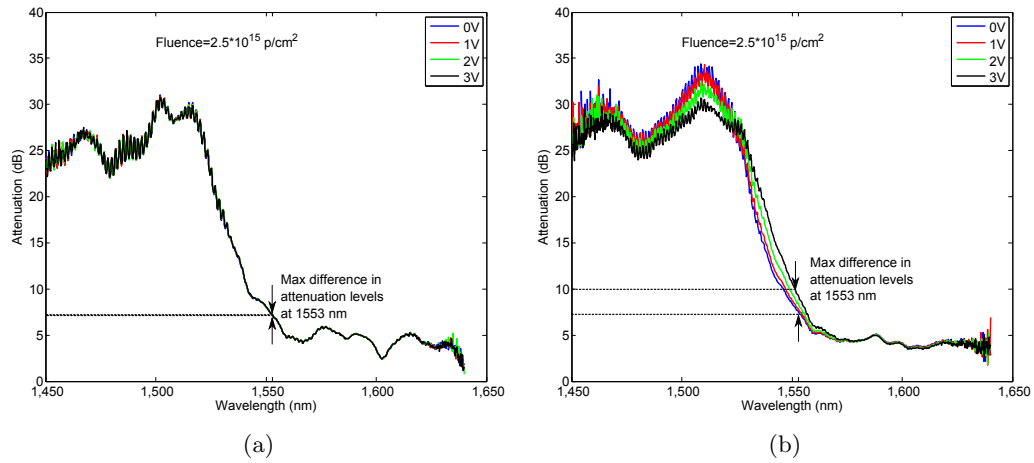 40
35
30
25
20
15
10
5
0
Attenuation (dB)
1,450
1,500
1,550
1,600
1,650
Wavelength (nm)
Fluence=2.5*10^15 p/cm^2
0V
1V
2V
3V
Max difference in
attenuation levels
at 1553 nm
(a)
40
35
30
25
20
15
10
5
0
Attenuation (dB)
1,450
1,500
1,550
1,600
1,650
Wavelength (nm)
Fluence=2.5*10^15 p/cm^2
0V
1V
2V
3V
Max difference in
attenuation levels
at 1553 nm
(b)